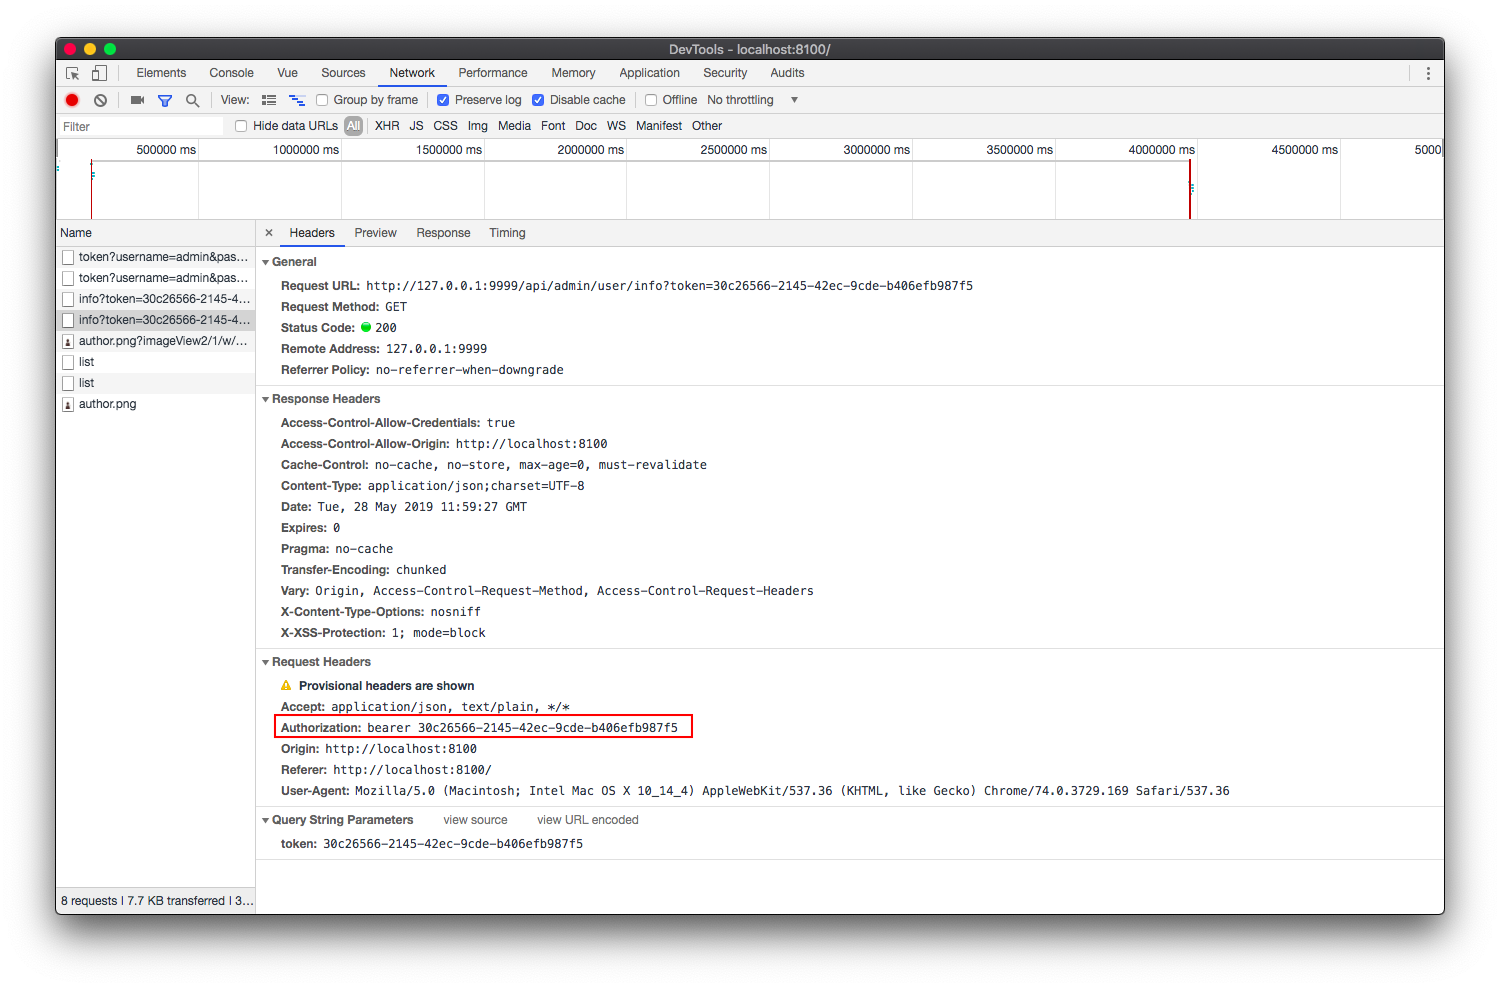 DevTools - localhost:8100/
Elements Console Vue Sources Network Performance Memory Application Security Audits
View: Group by frame Preserve log Disable cache Offline No throttling
Filter Hide data URLs All XHR JS CSS Img Media Font Doc WS Manifest Other
500000 ms 1000000 ms 1500000 ms 2000000 ms 2500000 ms 3000000 ms 3500000 ms 4000000 ms 4500000 ms 5000
Name
token?username=admin&pas...
token?username=admin&pas...
info?token=30c26566-2145-4...
info?token=30c26566-2145-4...
author.png?imageView2/1/w/...
list
list
author.png
8 requests | 7.7 KB transferred | 3...
× Headers Preview Response Timing
General
Request URL: http://127.0.0.1:9999/api/admin/user/info?token=30c26566-2145-42ec-9cde-b406efb987f5
Request Method: GET
Status Code: 200
Remote Address: 127.0.0.1:9999
Referrer Policy: no-referrer-when-downgrade
Response Headers
Access-Control-Allow-Credentials: true
Access-Control-Allow-Origin: http://localhost:8100
Cache-Control: no-cache, no-store, max-age=0, must-revalidate
Content-Type: application/json;charset=UTF-8
Date: Tue, 28 May 2019 11:59:27 GMT
Expires: 0
Pragma: no-cache
Transfer-Encoding: chunked
Vary: Origin, Access-Control-Request-Method, Access-Control-Request-Headers
X-Content-Type-Options: nosniff
X-XSS-Protection: 1; mode=block
Request Headers
Provisional headers are shown
Accept: application/json, text/plain, */*
Authorization: bearer 30c26566-2145-42ec-9cde-b406efb987f5
Origin: http://localhost:8100
Referer: http://localhost:8100/
User-Agent: Mozilla/5.0 (Macintosh; Intel Mac OS X 10_14_4) AppleWebKit/537.36 (KHTML, like Gecko) Chrome/74.0.3729.169 Safari/537.36
Query String Parameters view source view URL encoded
token: 30c26566-2145-42ec-9cde-b406efb987f5